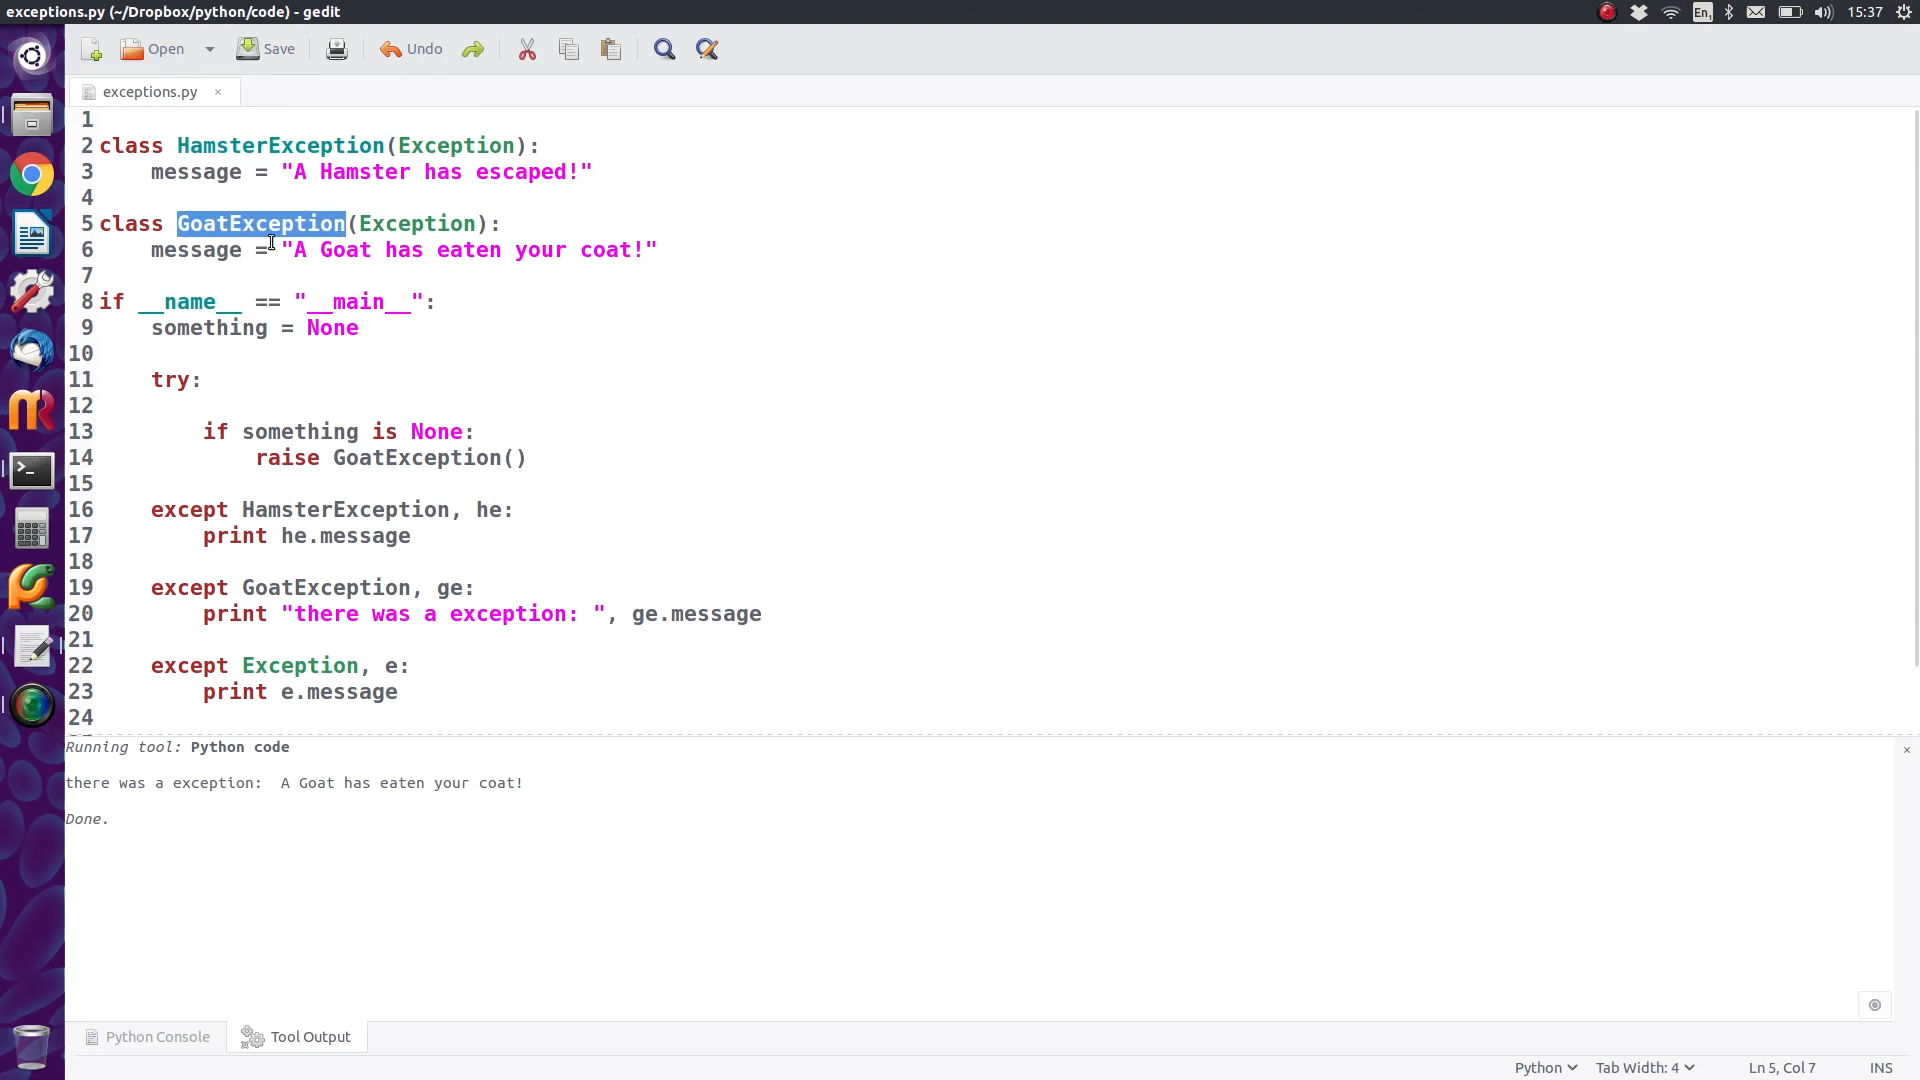 exceptions.py (~/Dropbox/python/code) - gedit
En1
15:37
Open
Save
Undo
exceptions.py ×
1
2 class HamsterException(Exception):
3     message = "A Hamster has escaped!"
4
5 class GoatException(Exception):
6     message = "A Goat has eaten your coat!"
7
8 if __name__ == "__main__":
9     something = None
10
11     try:
12
13         if something is None:
14             raise GoatException()
15
16     except HamsterException, he:
17         print he.message
18
19     except GoatException, ge:
20         print "there was a exception: ", ge.message
21
22     except Exception, e:
23         print e.message
24
Running tool: Python code
there was a exception:  A Goat has eaten your coat!
Done.
Python Console
Tool Output
Python
Tab Width: 4
Ln 5, Col 7
INS